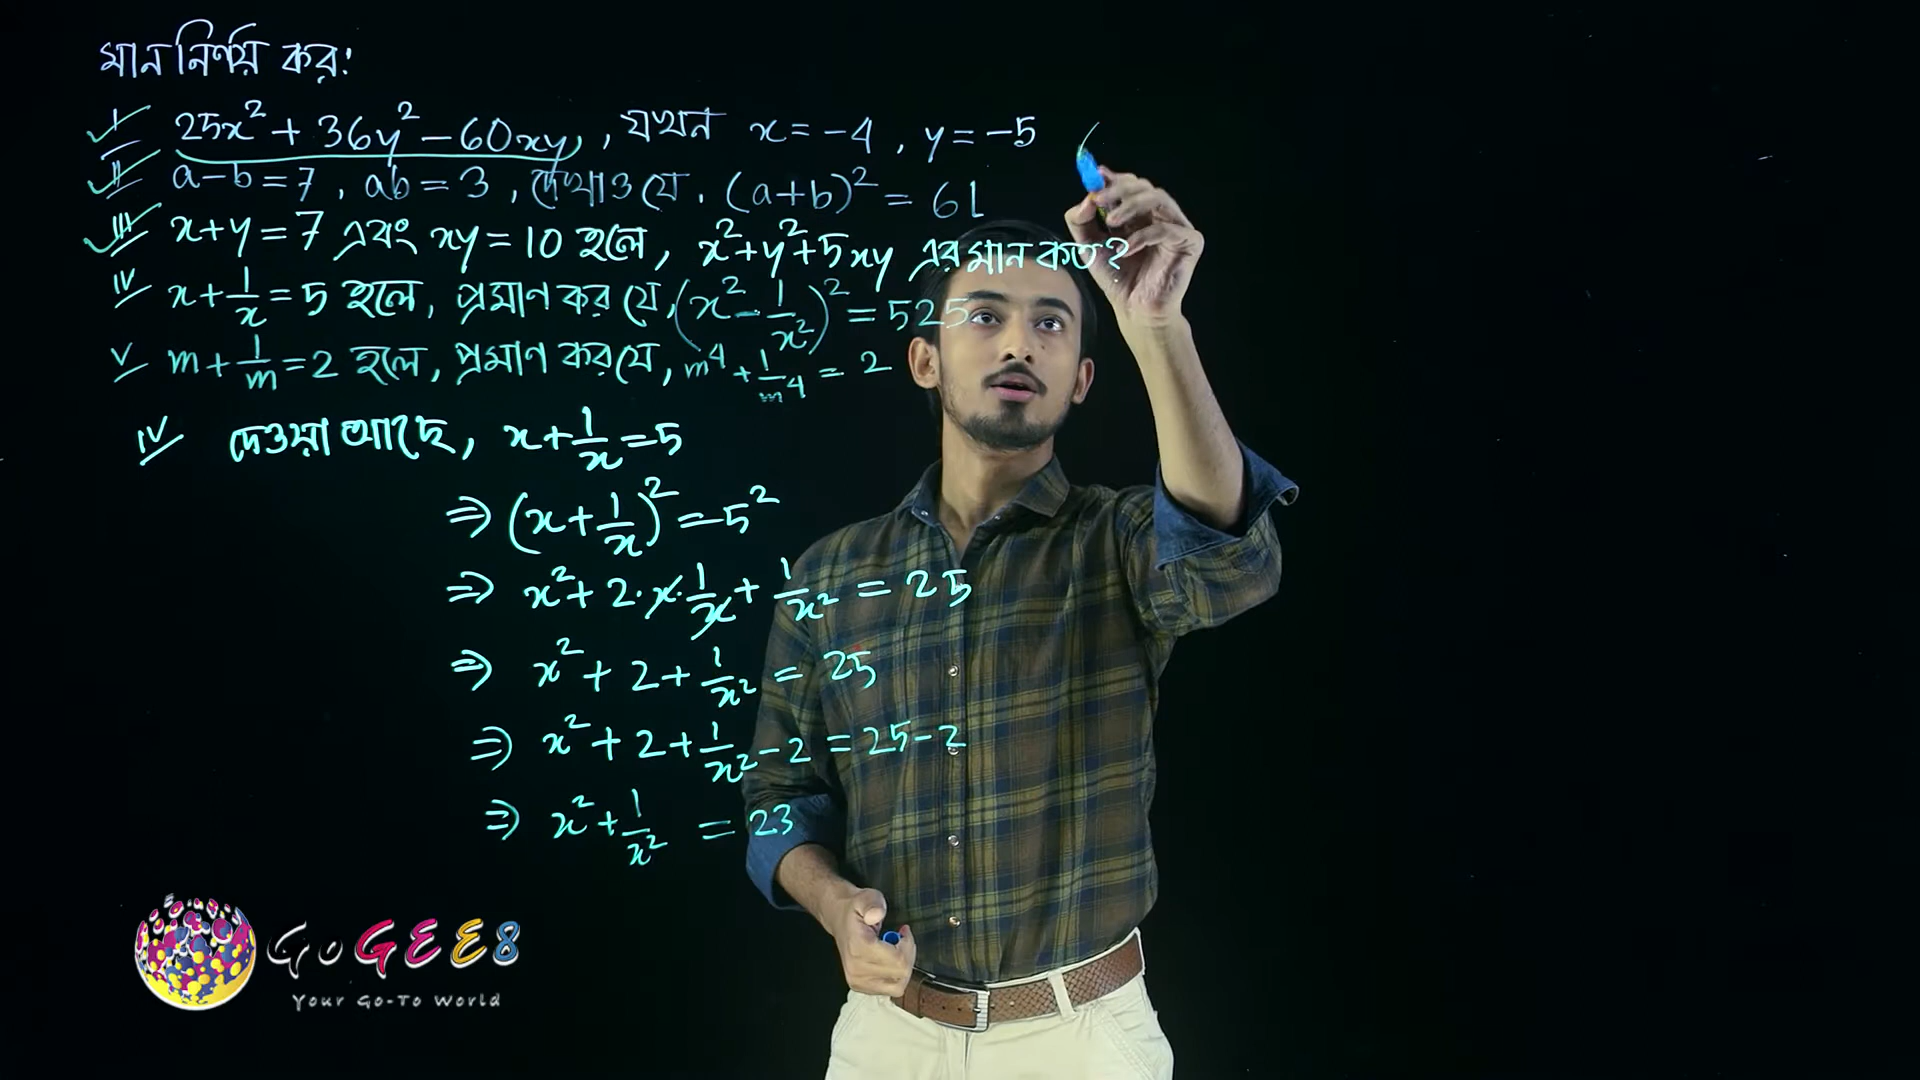 মান নির্ণয় কর:
I 25x² + 36y² - 60xy, যখন x = -4, y = -5
II a-b = 7, ab = 3, দেখাও যে, (a+b)² = 61
III x+y = 7 এবং xy = 10 হলে, x²+y²+5xy এর মান কত?
IV x + 1/x = 5 হলে, প্রমাণ কর যে, (x² - 1/x²)² = 525
V m + 1/m = 2 হলে, প্রমাণ কর যে, m⁴ + 1/m⁴ = 2
IV দেওয়া আছে, x + 1/x = 5
⇒ (x + 1/x)² = 5²
⇒ x² + 2·x·1/x + 1/x² = 25
⇒ x² + 2 + 1/x² = 25
⇒ x² + 2 + 1/x² - 2 = 25 - 2
⇒ x² + 1/x² = 23
GoGEE8
Your Go-To World